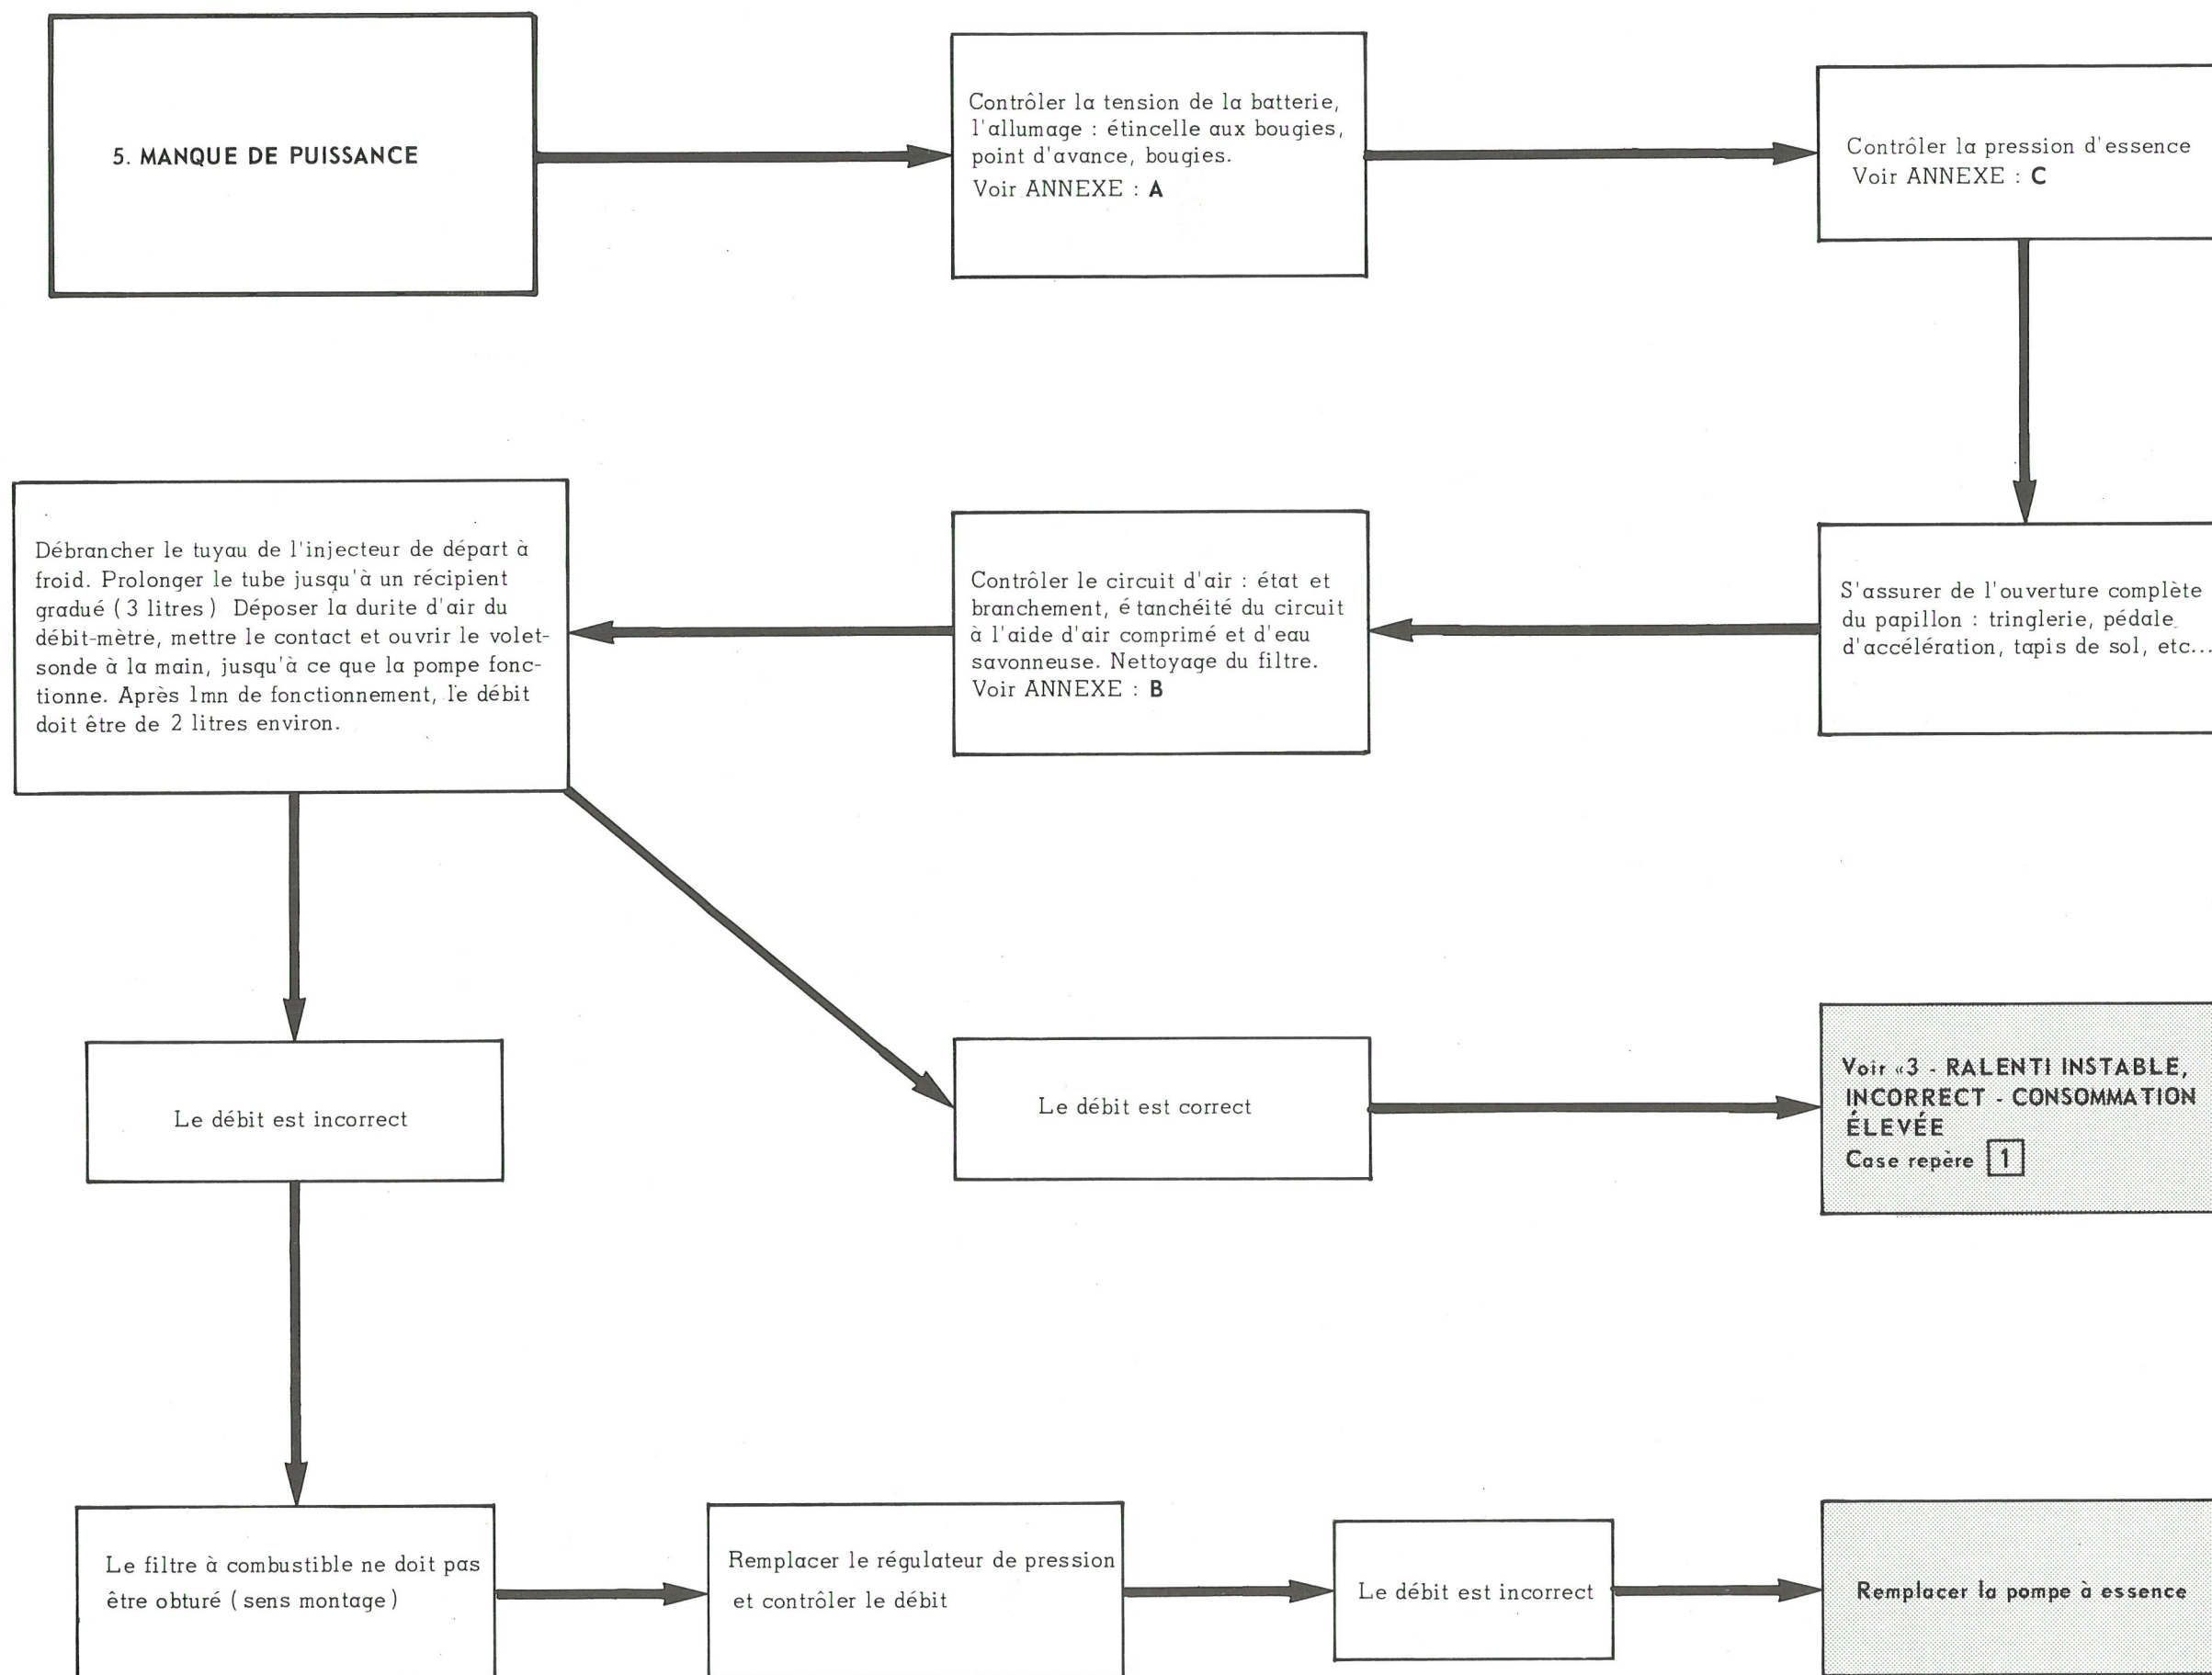 5. MANQUE DE PUISSANCE
Contrôler la tension de la batterie,
l'allumage : étincelle aux bougies,
point d'avance, bougies.
Voir ANNEXE : A
Contrôler la pression d'essence
Voir ANNEXE : C
S'assurer de l'ouverture complète
du papillon : tringlerie, pédale
d'accélération, tapis de sol, etc...
Contrôler le circuit d'air : état et
branchement, é tanchéité du circuit
à l'aide d'air comprimé et d'eau
savonneuse. Nettoyage du filtre.
Voir ANNEXE : B
Débrancher le tuyau de l'injecteur de départ à
froid. Prolonger le tube jusqu'à un récipient
gradué ( 3 litres ) Déposer la durite d'air du
débit-mètre, mettre le contact et ouvrir le volet-
sonde à la main, jusqu'à ce que la pompe fonc-
tionne. Après 1mn de fonctionnement, le débit
doit être de 2 litres environ.
Le débit est incorrect
Le débit est correct
Voir «3 - RALENTI INSTABLE,
INCORRECT - CONSOMMATION
ÉLEVÉE
Case repère 1
Le filtre à combustible ne doit pas
être obturé ( sens montage )
Remplacer le régulateur de pression
et contrôler le débit
Le débit est incorrect
Remplacer la pompe à essence